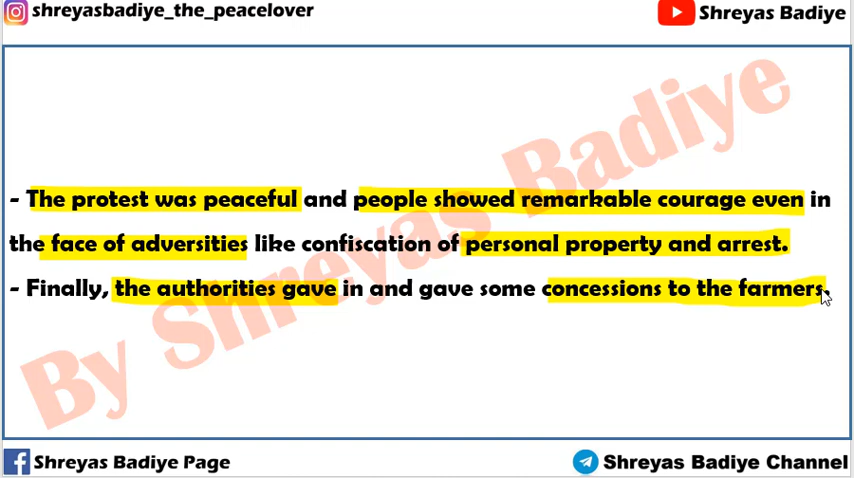 shreyasbadiye_the_peacelover
Shreyas Badiye
- The protest was peaceful and people showed remarkable courage even in
the face of adversities like confiscation of personal property and arrest.
- Finally, the authorities gave in and gave some concessions to the farmers.
By Shreyas Badiye
Shreyas Badiye Page
Shreyas Badiye Channel